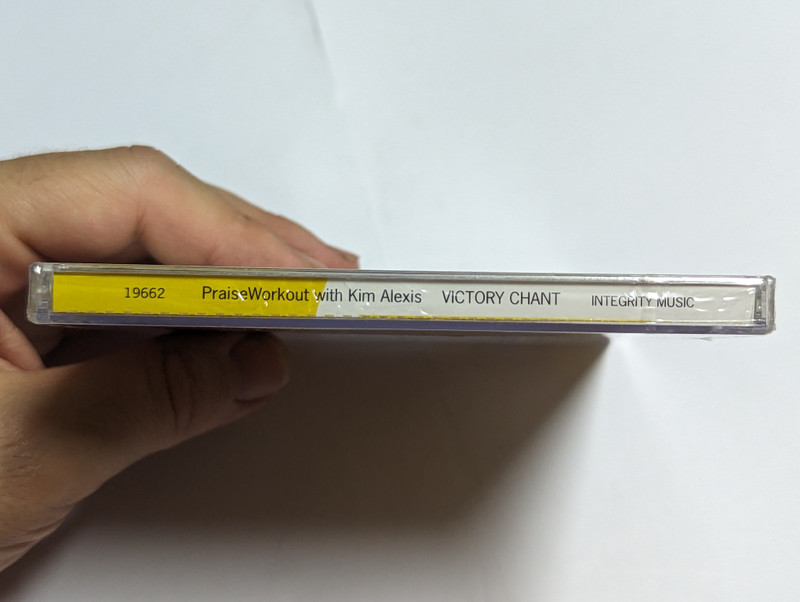 19662 PraiseWorkout with Kim Alexis ViCTORY CHANT INTEGRITY MUSIC